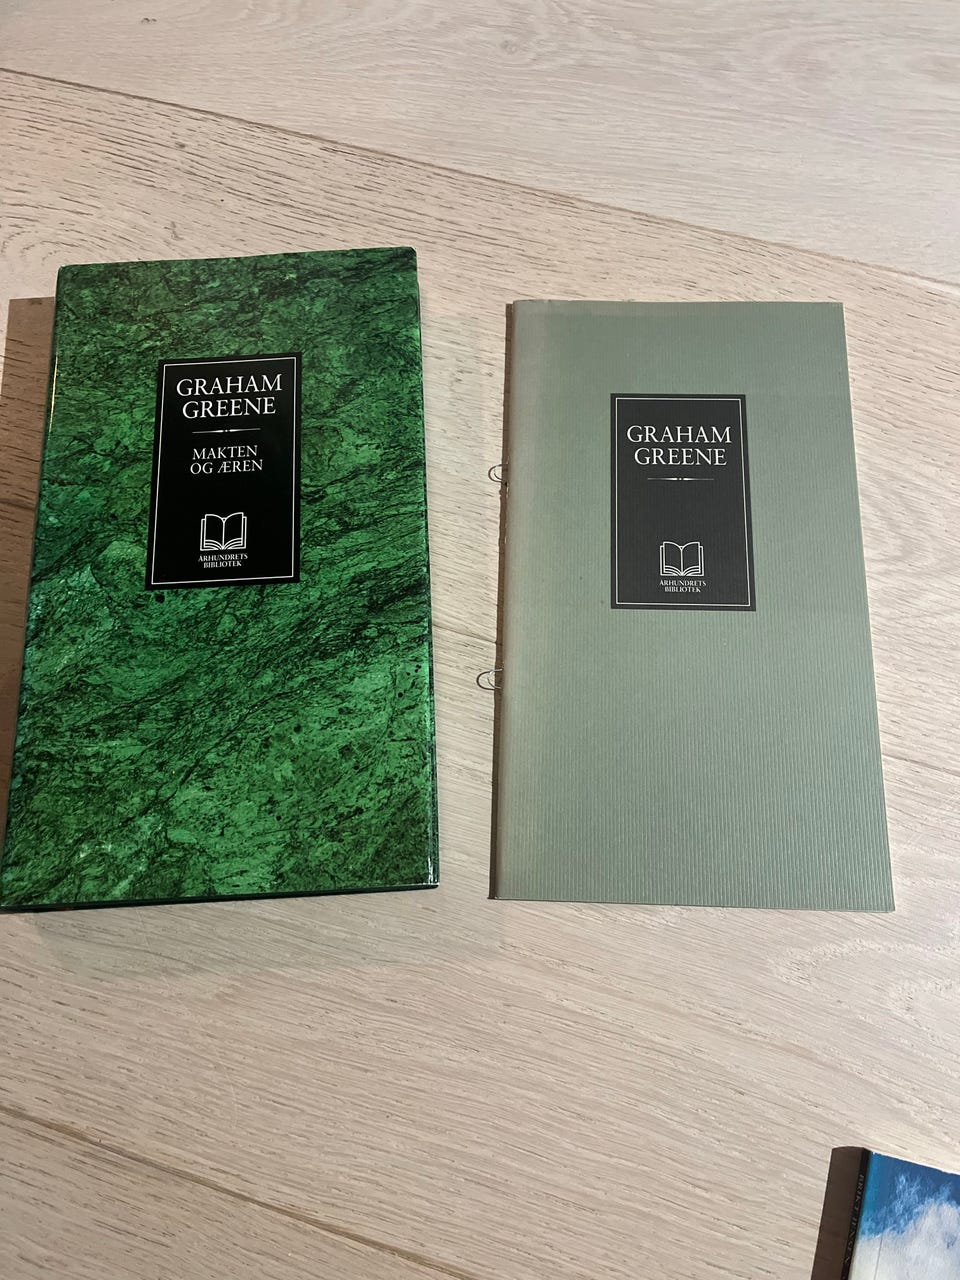 GRAHAM
GREENE
MAKTEN
OG ÆREN
ÅRHUNDRETS
BIBLIOTEK
GRAHAM
GREENE
ÅRHUNDRETS
BIBLIOTEK